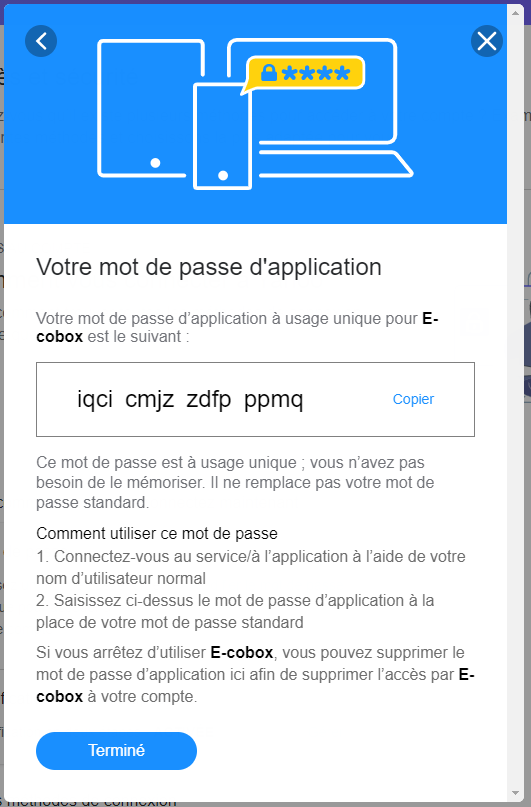 ****
Votre mot de passe d'application
Votre mot de passe d’application à usage unique pour E-
cobox est le suivant :
iqci cmjz zdfp ppmq
Copier
Ce mot de passe est à usage unique ; vous n’avez pas
besoin de le mémoriser. Il ne remplace pas votre mot de
passe standard.
Comment utiliser ce mot de passe
1. Connectez-vous au service/à l’application à l’aide de votre
nom d’utilisateur normal
2. Saisissez ci-dessus le mot de passe d’application à la
place de votre mot de passe standard
Si vous arrêtez d’utiliser E-cobox, vous pouvez supprimer le
mot de passe d’application ici afin de supprimer l’accès par E-
cobox à votre compte.
Terminé